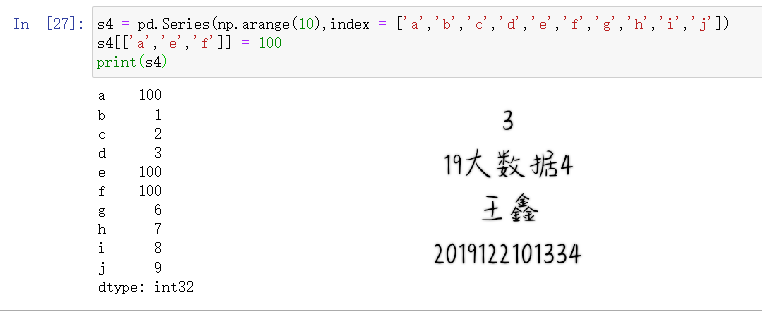 In [27]: s4 = pd.Series(np.arange(10),index = ['a','b','c','d','e','f','g','h','i','j'])
s4[['a','e','f']] = 100
print(s4)
a 100
b 1
c 2
d 3
e 100
f 100
g 6
h 7
i 8
j 9
dtype: int32
3
19大数据4
王鑫
2019122101334